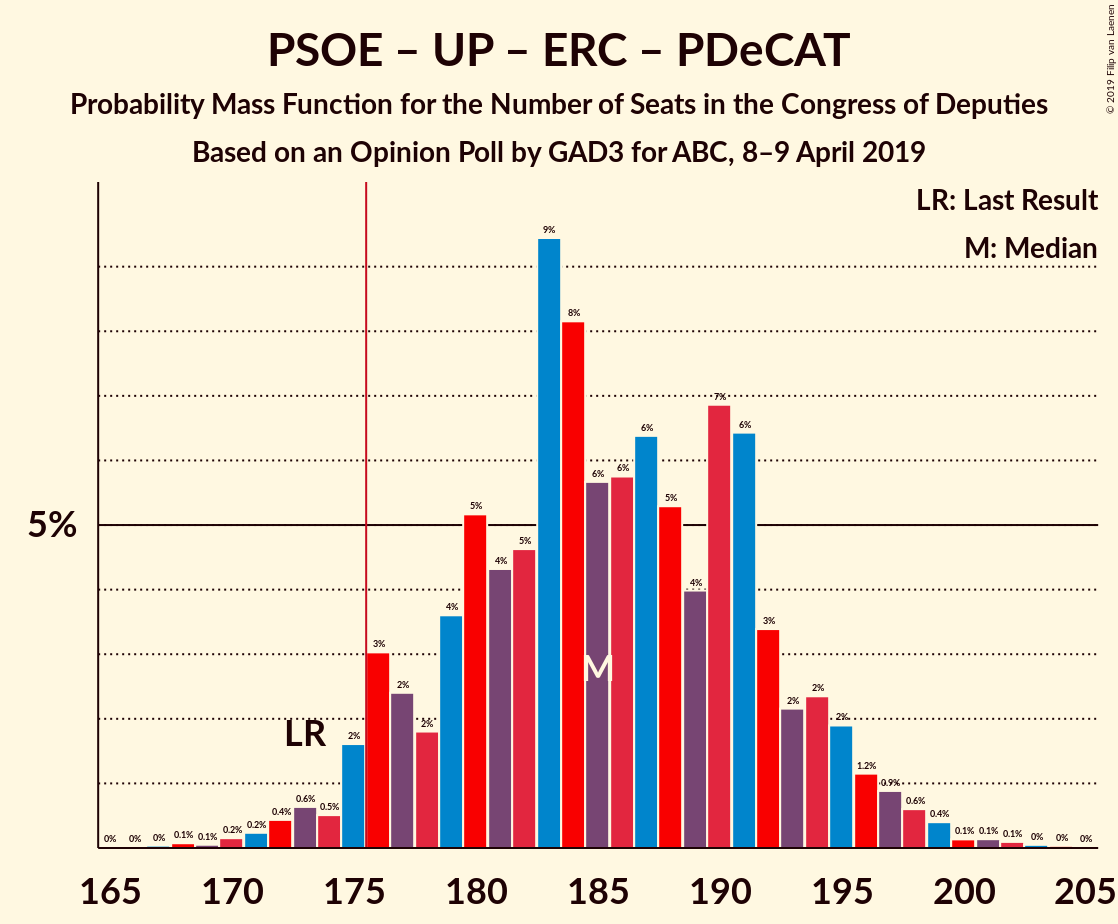 PSOE – UP – ERC – PDeCAT
Probability Mass Function for the Number of Seats in the Congress of Deputies
Based on an Opinion Poll by GAD3 for ABC, 8–9 April 2019
© 2019 Filip van Laenen
LR: Last Result
M: Median
5%
LR
M
0% 0% 0% 0.1% 0.1% 0.2% 0.2% 0.4% 0.6% 0.5% 2% 3% 2% 2% 4% 5% 4% 5% 9% 8% 6% 6% 6% 5% 4% 7% 6% 3% 2% 2% 2% 1.2% 0.9% 0.6% 0.4% 0.1% 0.1% 0.1% 0% 0% 0%
165 170 175 180 185 190 195 200 205